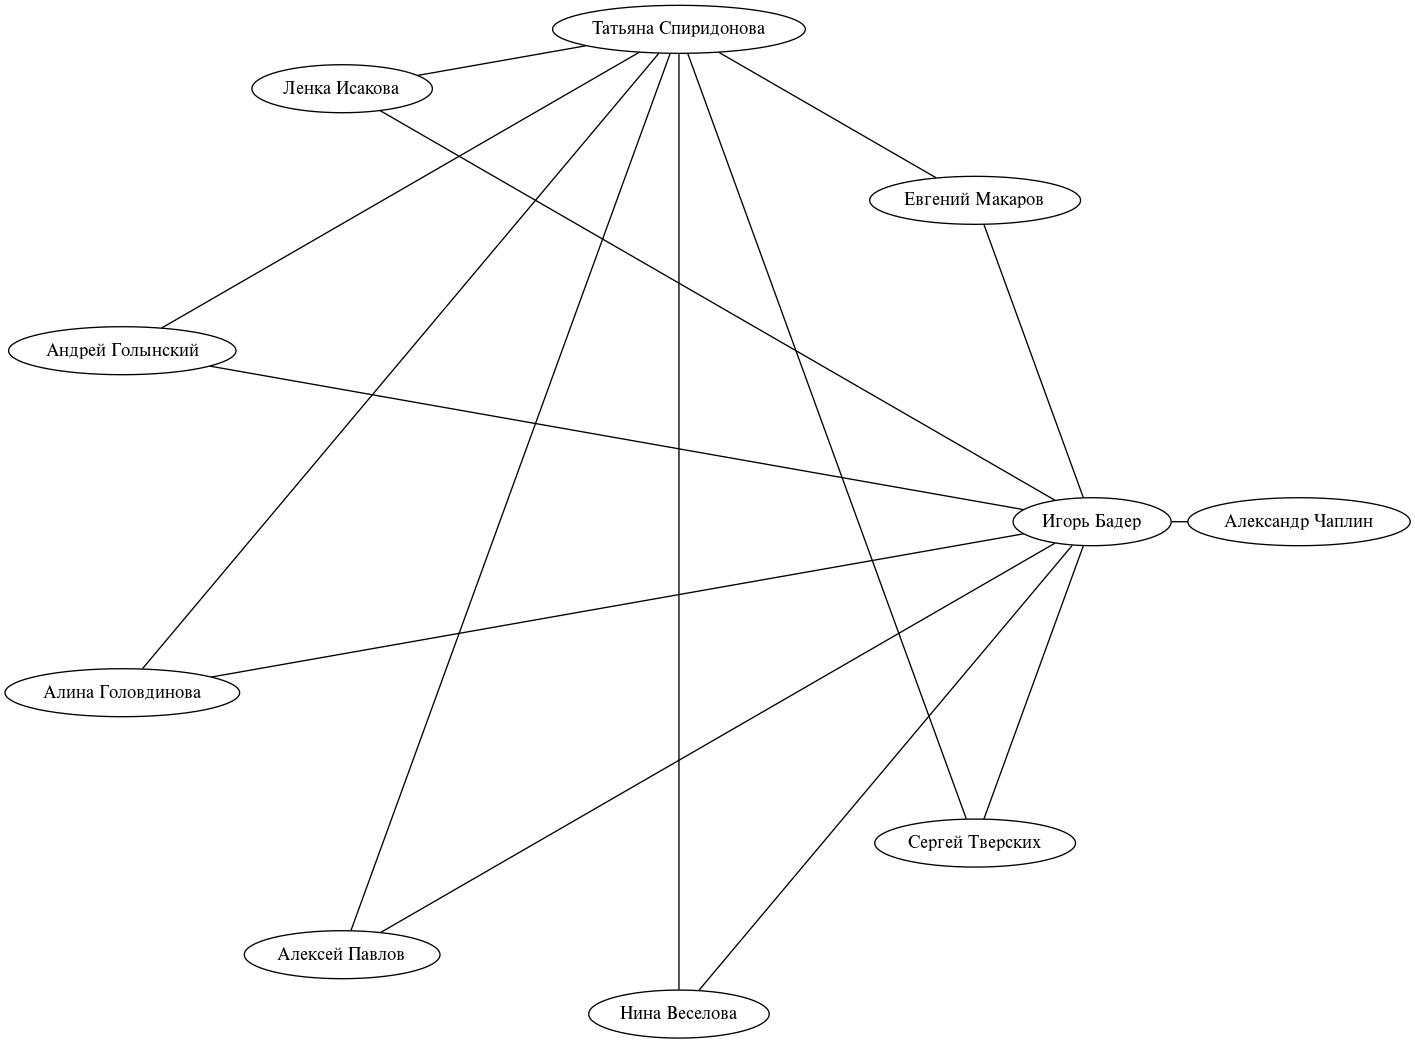 Татьяна Спиридонова
Ленка Исакова
Евгений Макаров
Андрей Голынский
Игорь Бадер
Александр Чаплин
Алина Головдинова
Сергей Тверских
Алексей Павлов
Нина Веселова